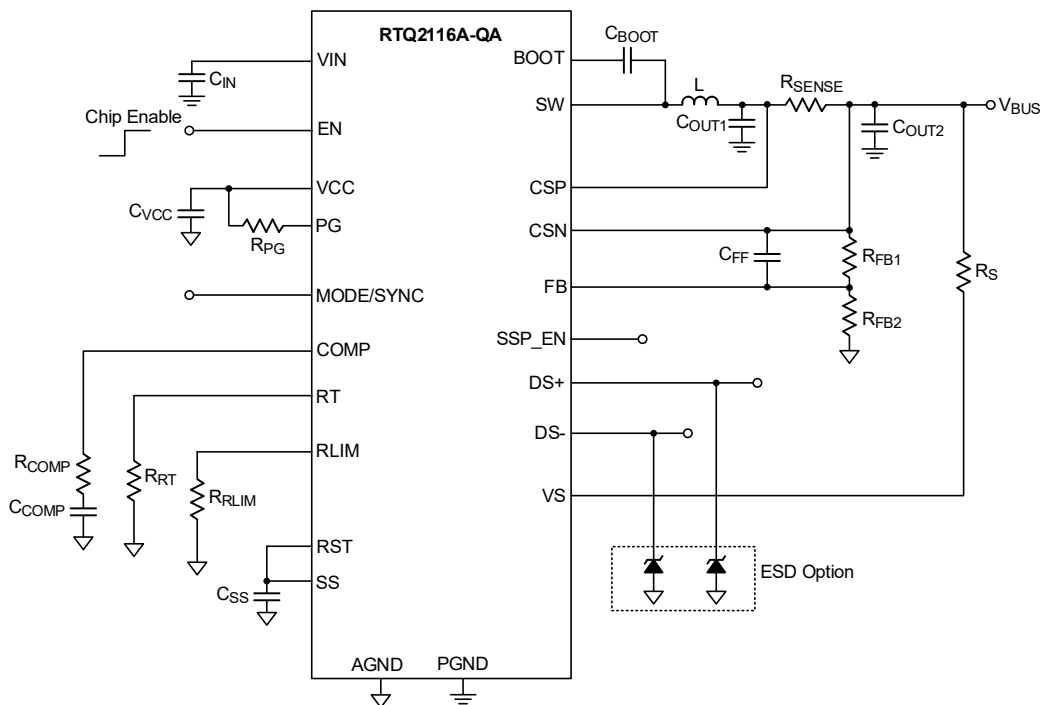 RTQ2116A-QA
VIN
CIN
Chip Enable
EN
VCC
CVCC
PG
RPG
MODE/SYNC
COMP
RT
RLIM
RCOMP
CCOMP
RRT
RRLIM
RST
SS
CSS
AGND
PGND
BOOT
CBOOT
SW
L
RSENSE
VBUS
COUT1
COUT2
CSP
CSN
CFF
RFB1
RS
FB
RFB2
SSP_EN
DS+
DS-
VS
ESD Option